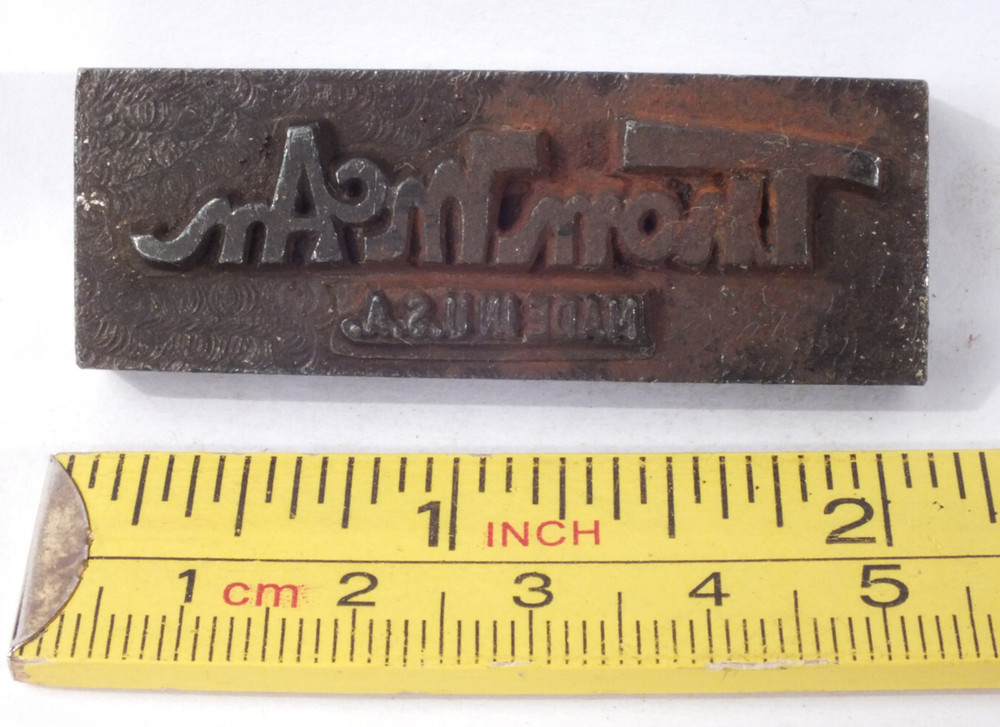 Thom McAn
MADE IN U.S.A.
1 INCH 2
1 cm 2 3 4 5